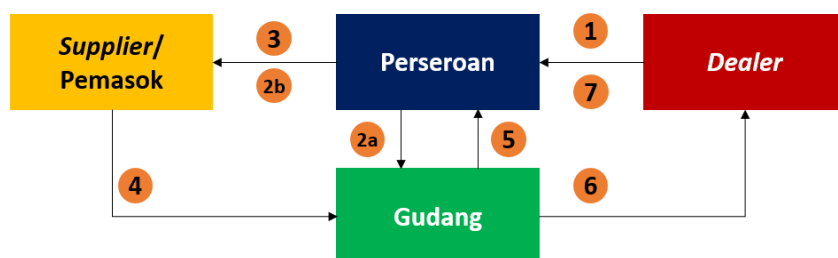 Supplier/
Pemasok
3
2b
Perseroan
1
7
Dealer
2a
5
4
Gudang
6